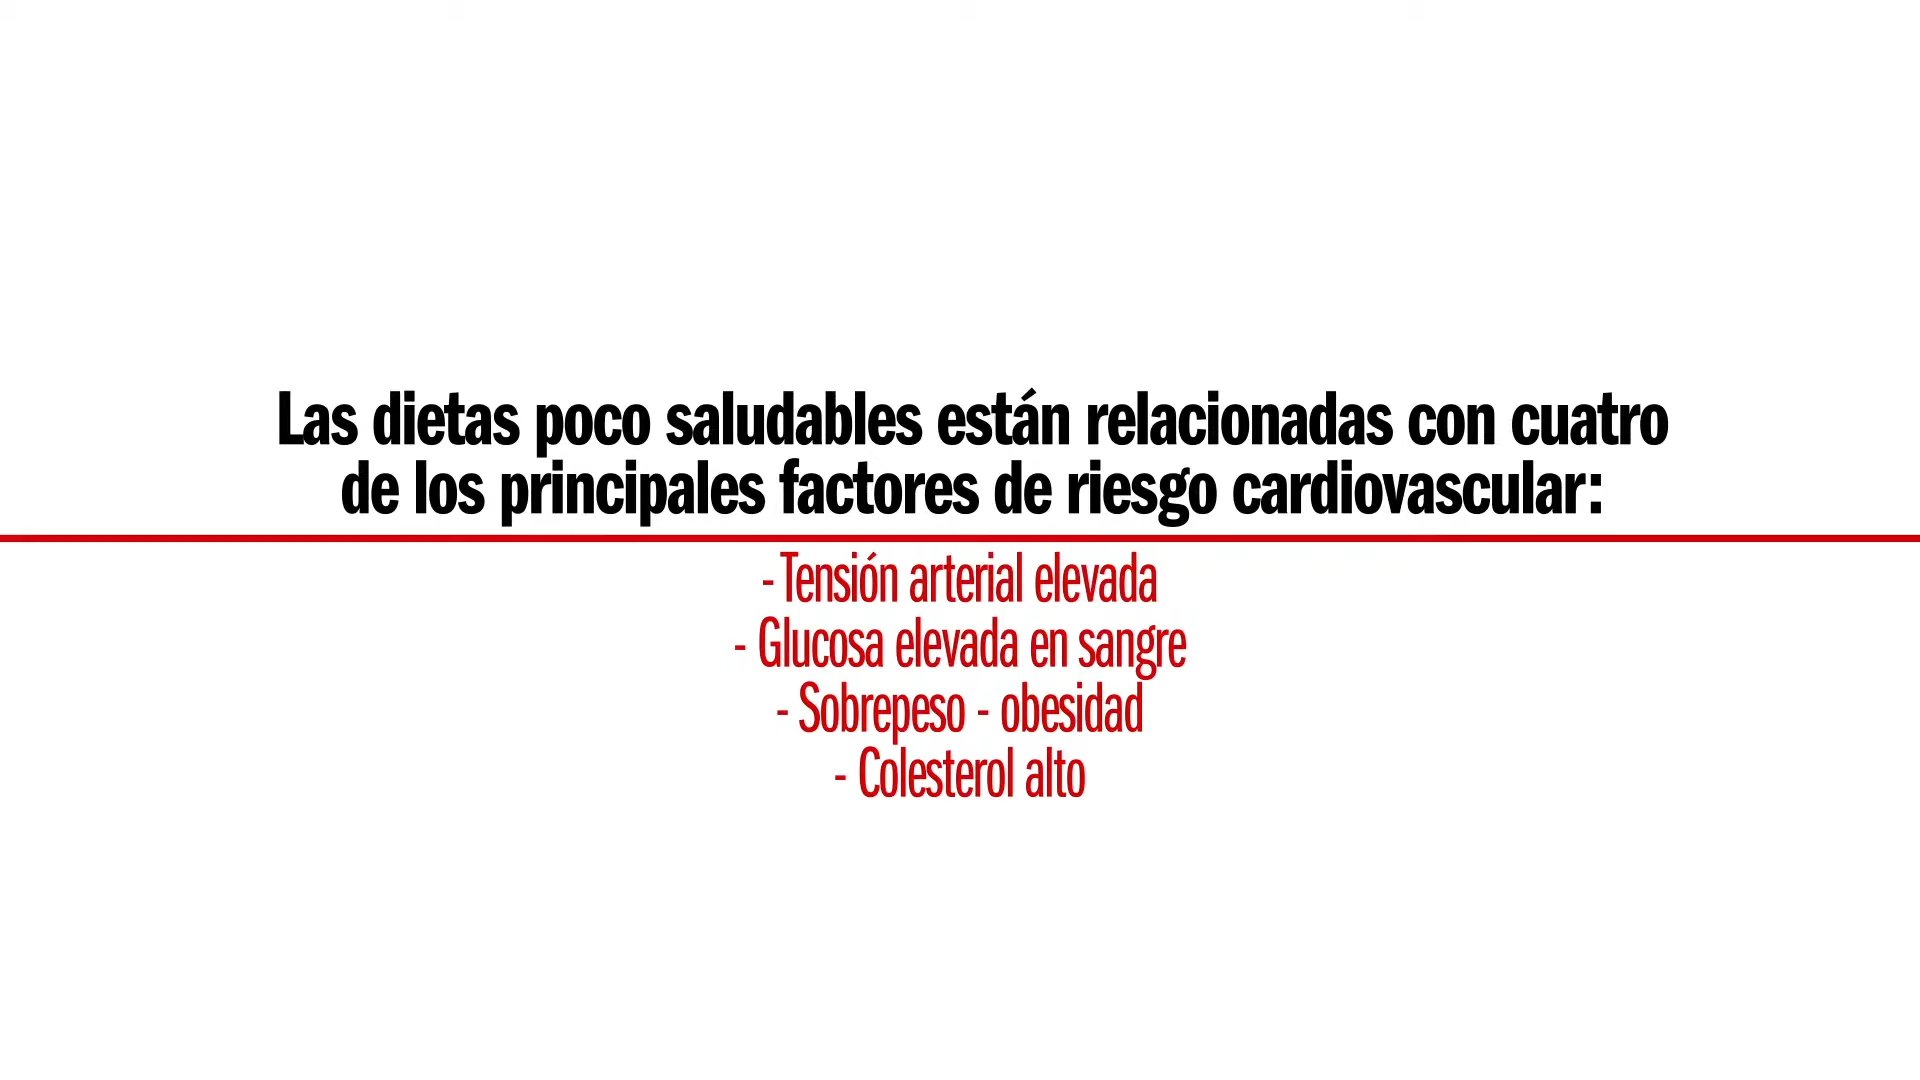 Las dietas poco saludables están relacionadas con cuatro
de los principales factores de riesgo cardiovascular:
- Tensión arterial elevada
- Glucosa elevada en sangre
- Sobrepeso - obesidad
- Colesterol alto